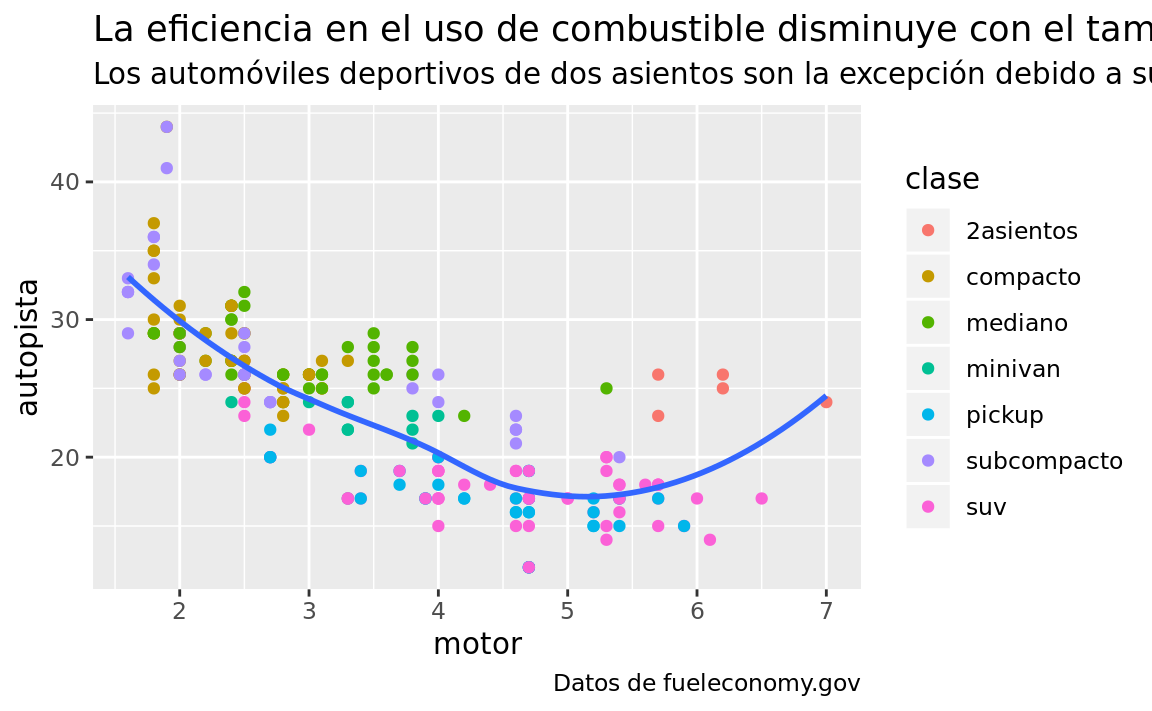 La eficiencia en el uso de combustible disminuye con el tam
Los automóviles deportivos de dos asientos son la excepción debido a su
autopista
40
30
20
2 3 4 5 6 7
motor
clase
2asientos
compacto
mediano
minivan
pickup
subcompacto
suv
Datos de fueleconomy.gov